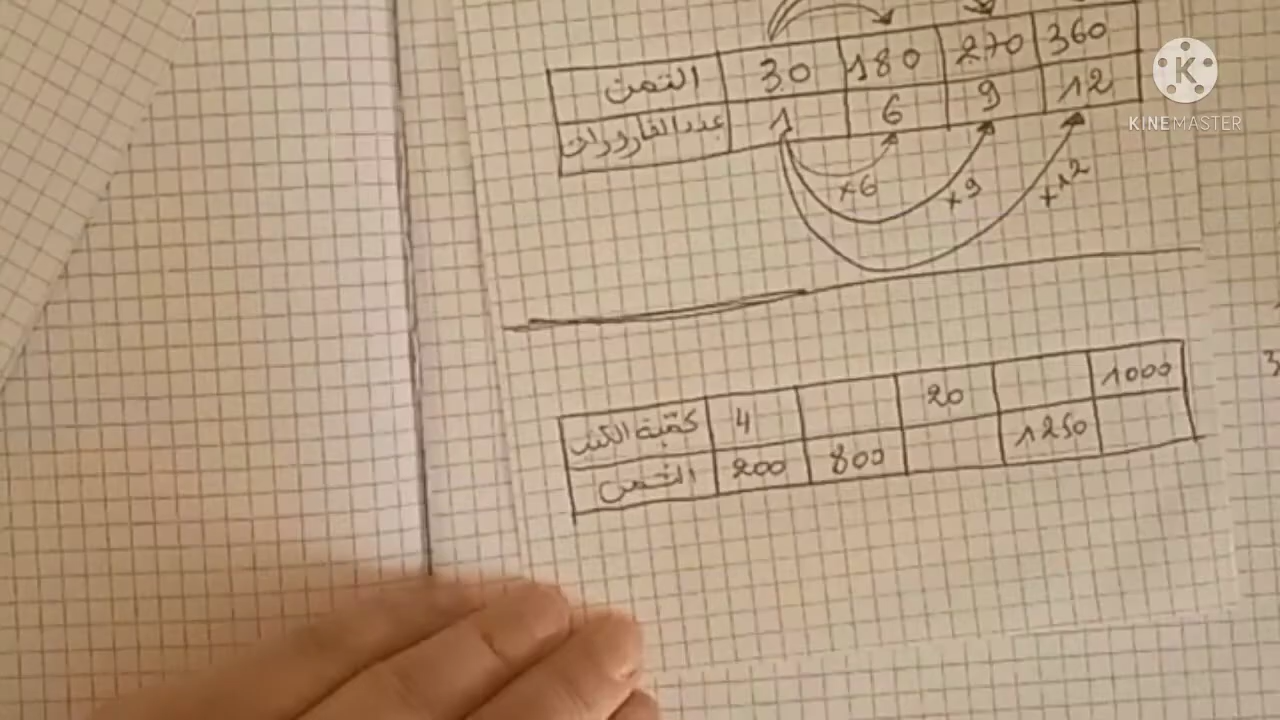 الثمن 30 180 270 360
عدد القارورات 1 6 9 12
×6 ×9 ×12
كمية الكتب 4 20 1000
الثمن 200 800 1250
K
KINEMASTER